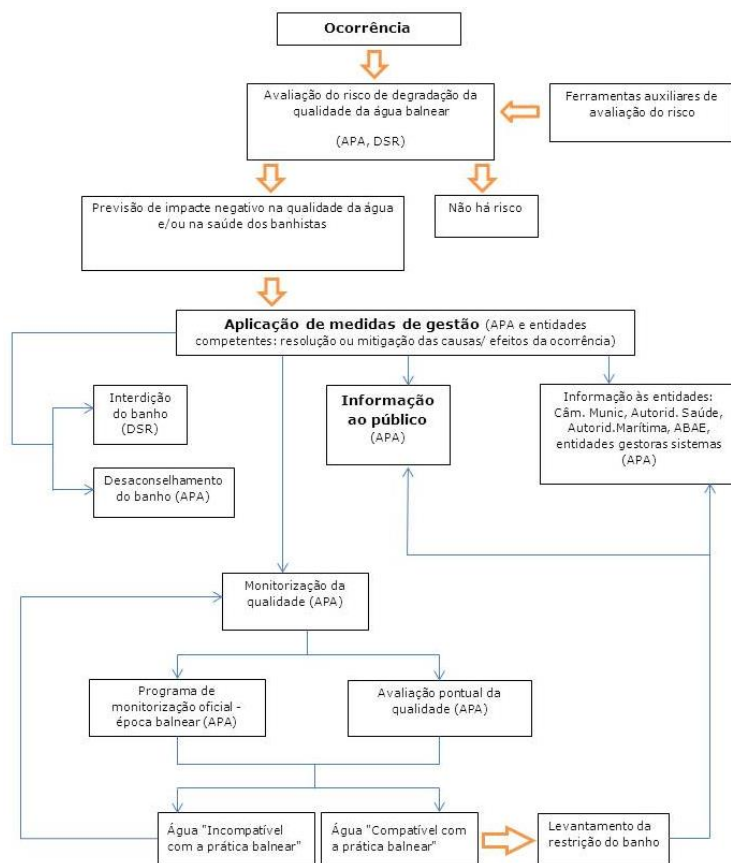 Ocorrência
Avaliação do risco de degradação da
qualidade da água balnear
(APA, DSR)
Ferramentas auxiliares de
avaliação do risco
Previsão de impacte negativo na qualidade da água
e/ou na saúde dos banhistas
Não há risco
Aplicação de medidas de gestão (APA e entidades
competentes: resolução ou mitigação das causas/ efeitos da ocorrência)
Interdição
do banho
(DSR)
Desaconselhamento
do banho (APA)
Informação
ao público
(APA)
Informação às entidades:
Câm. Munic, Autorid. Saúde,
Autorid.Marítima, ABAE,
entidades gestoras sistemas
(APA)
Monitorização da
qualidade (APA)
Programa de
monitorização oficial -
época balnear (APA)
Avaliação pontual da
qualidade (APA)
Água "Incompatível
com a prática balnear"
Água "Compatível com
a prática balnear"
Levantamento da
restrição do banho